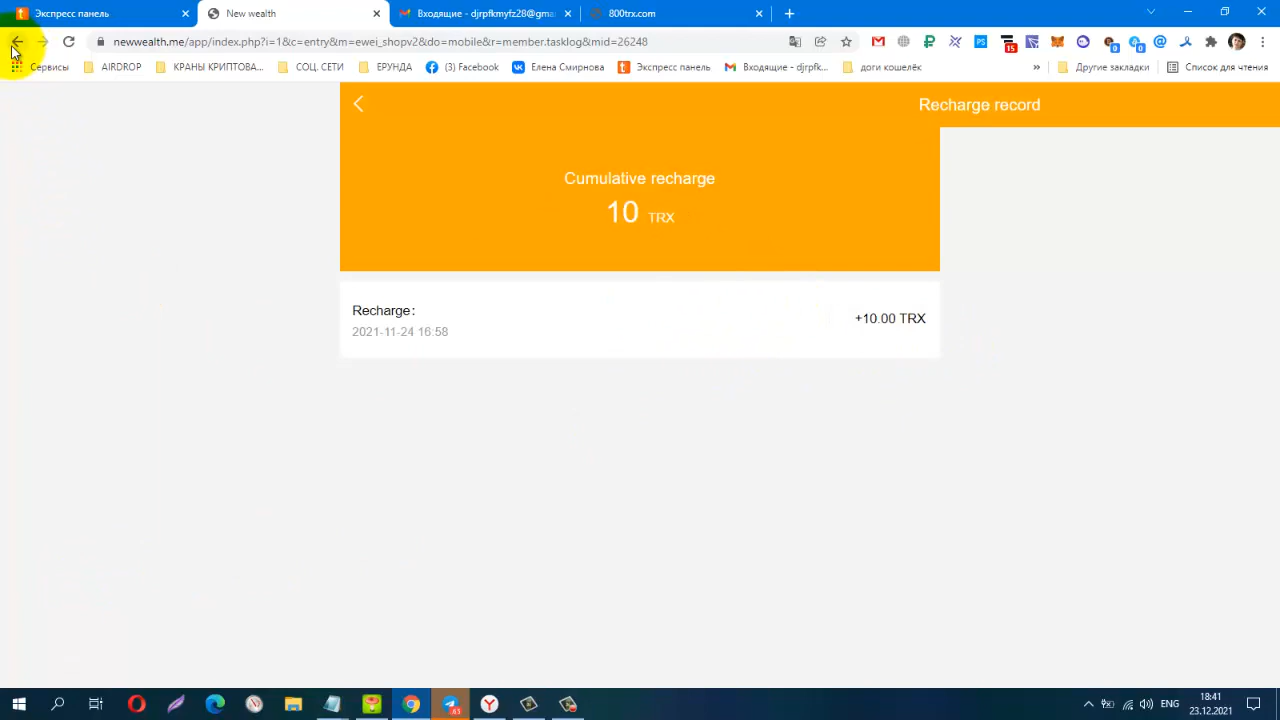 Экспресс панель
New wealth
Входящие - djrpfkmyfz28@gma
800trx.com
newwealth.me/app/index.php?i=1&c=entry&m=ewei_shopv2&do=mobile&r=member.tasklog&mid=26248
15
0
0
Сервисы
AIRDROP
КРАНЫ КРИПТОВА...
СОЦ. СЕТИ
ЕРУНДА
(3) Facebook
Елена Смирнова
Экспресс панель
Входящие - djrpfk...
доги кошелёк
»
Другие закладки
Список для чтения
Recharge record
Cumulative recharge
10 TRX
Recharge:
+10.00 TRX
2021-11-24 16:58
ENG
18:41
23.12.2021